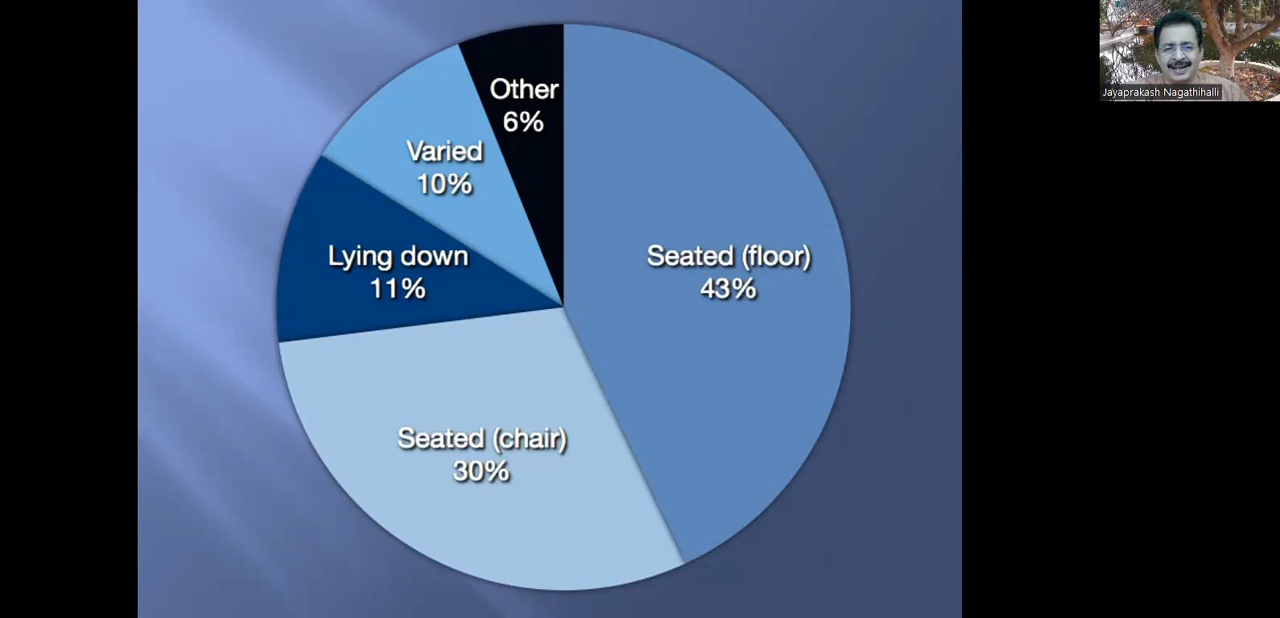 Other
6%
Varied
10%
Lying down
11%
Seated (floor)
43%
Seated (chair)
30%
Jayaprakash Nagathihalli